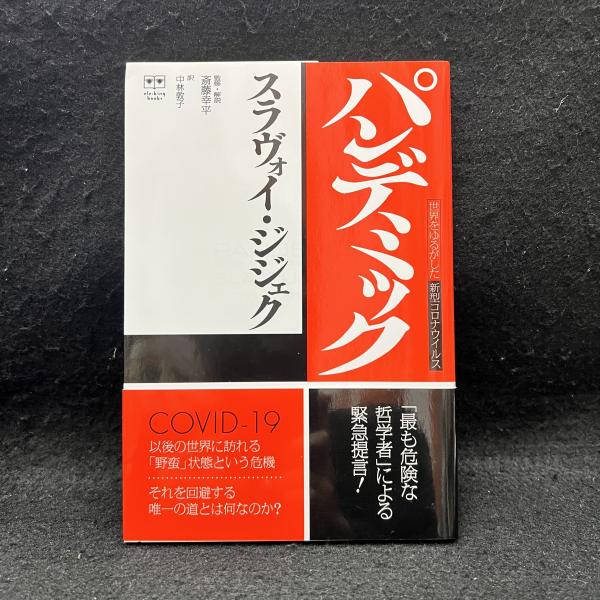 パンデミック
世界をゆるがした 新型コロナウイルス
スラヴォイ・ジジェク
監修・解説
斎藤幸平
訳
中林敦子
ele-king
books
「最も危険な
哲学者」による
緊急提言!
COVID-19
以後の世界に訪れる
「野蛮」状態という危機
それを回避する
唯一の道とは何なのか?